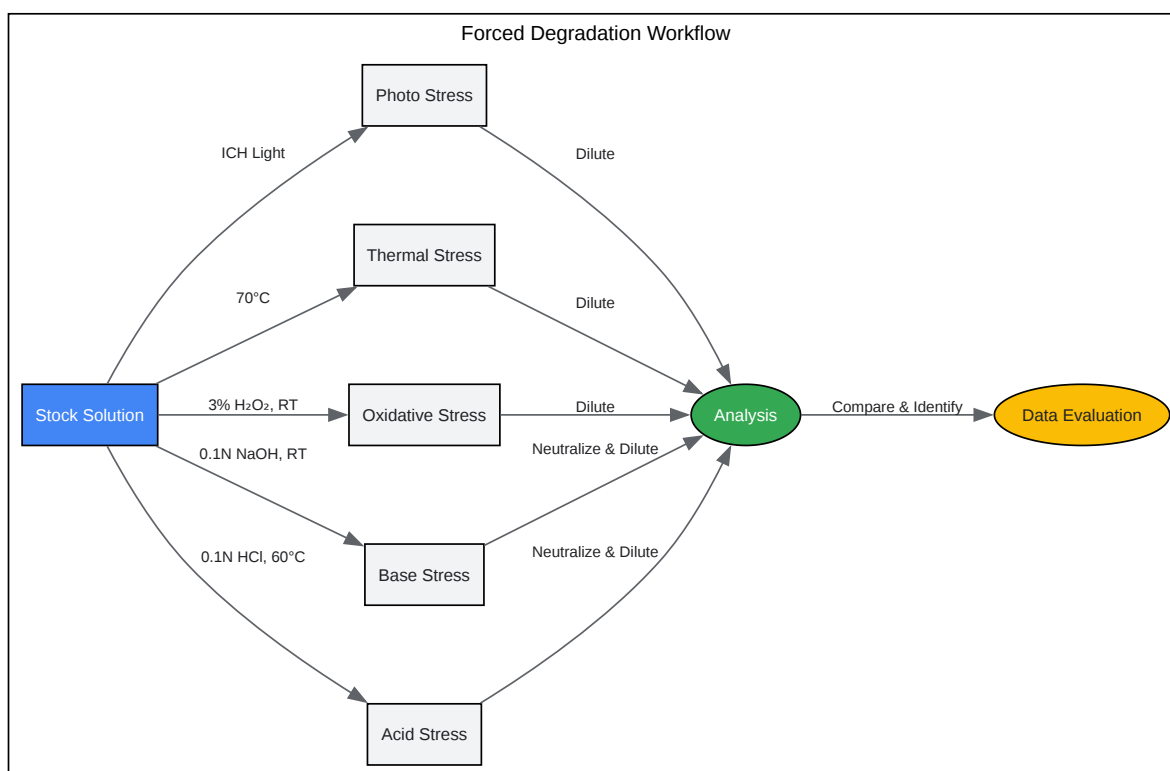 Forced Degradation Workflow
Photo Stress
ICH Light
Dilute
Thermal Stress
70°C
Dilute
Stock Solution
3% H₂O₂, RT
Oxidative Stress
Dilute
Analysis
Compare & Identify
Data Evaluation
0.1N NaOH, RT
Neutralize & Dilute
Base Stress
0.1N HCl, 60°C
Neutralize & Dilute
Acid Stress